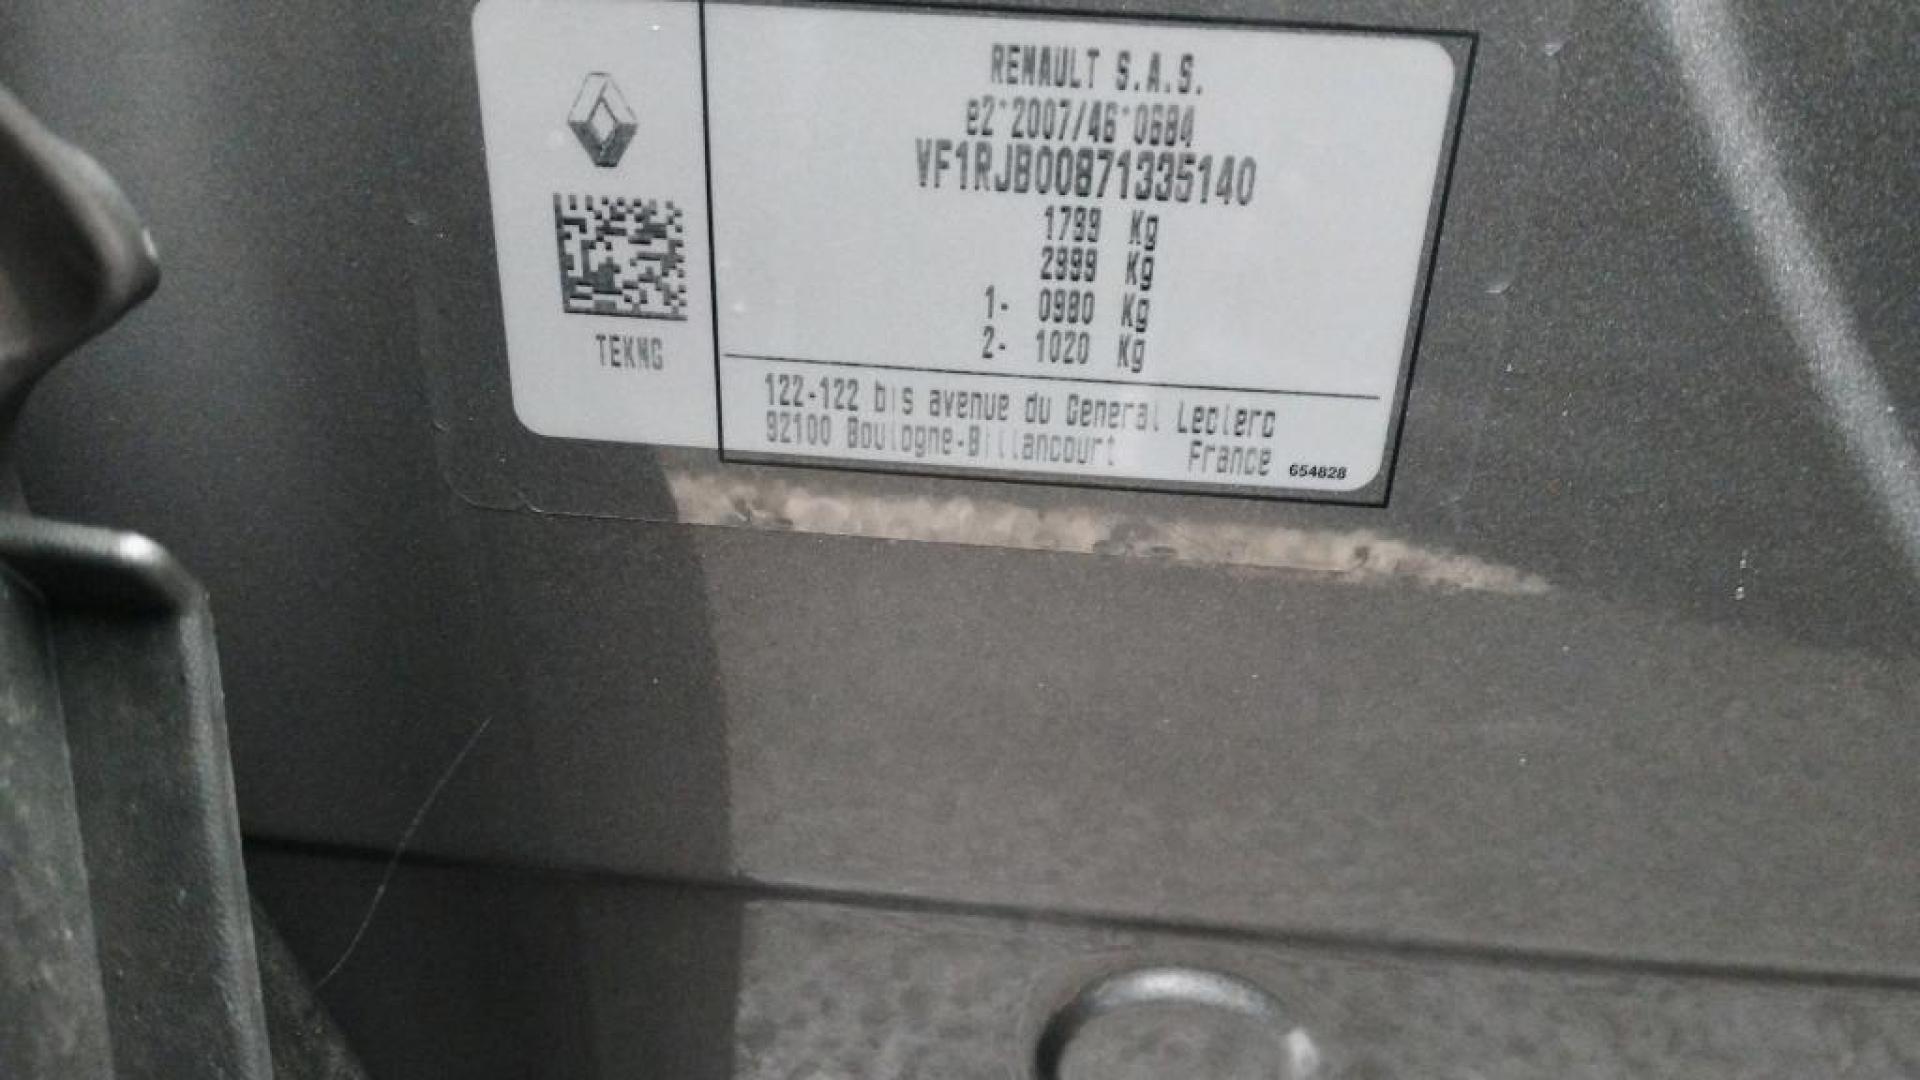 RENAULT S.A.S.
e2*2007/46*0684
VF1RJB00871335140
1799 Kg
2999 Kg
1- 0980 Kg
2- 1020 Kg
TEKNG
122-122 bis avenue du General Leclerc
92100 Boulogne-Billancourt France
654828